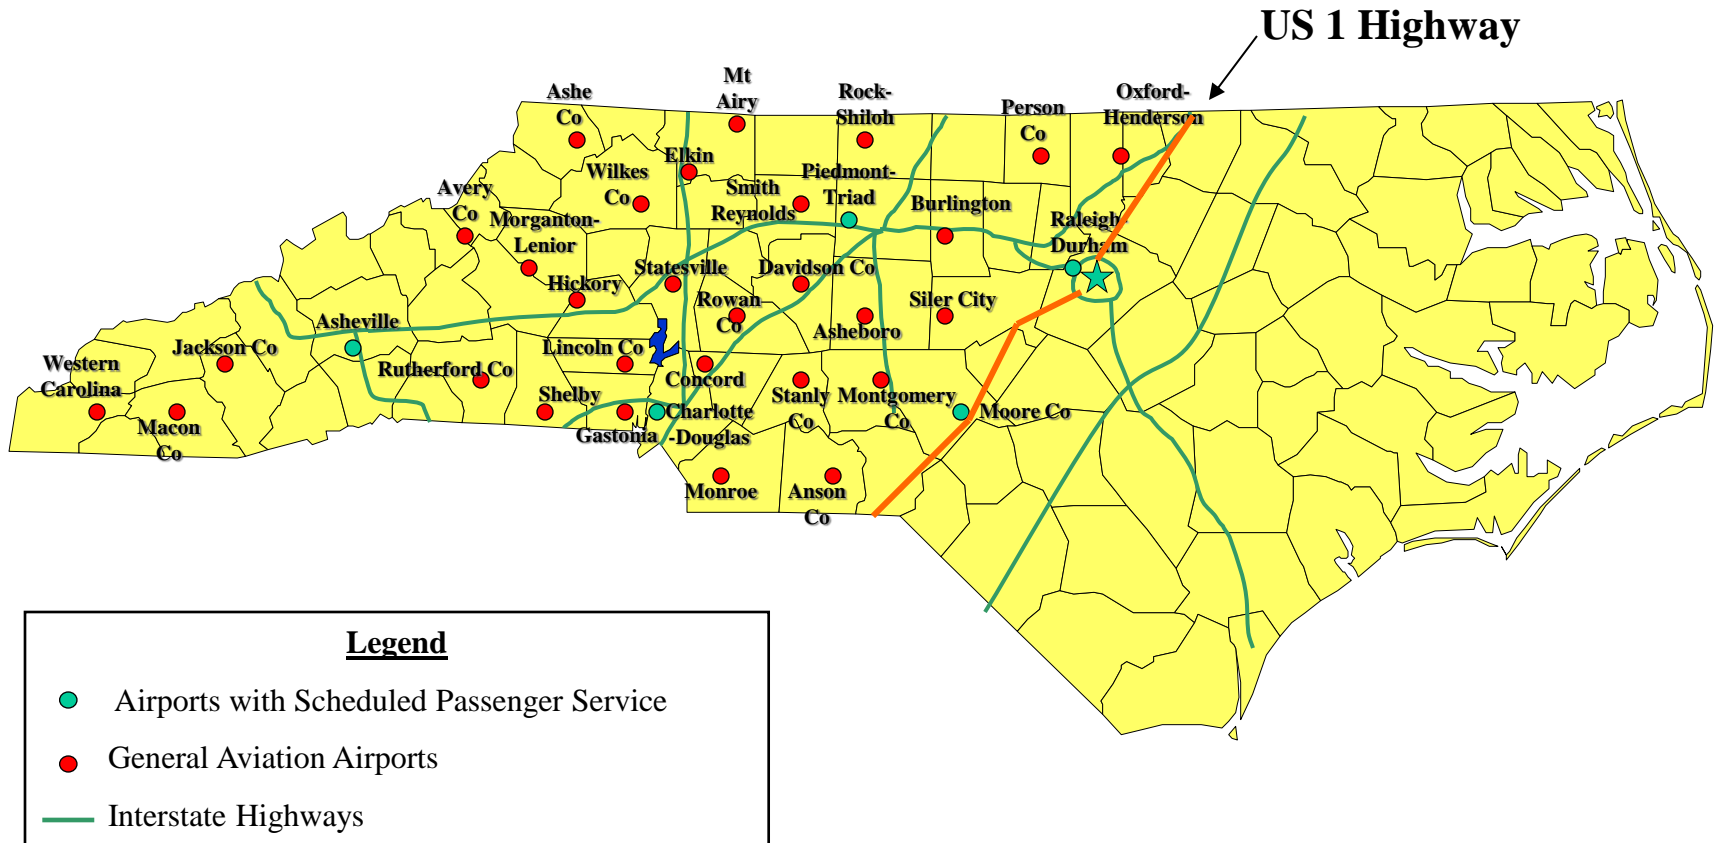 US 1 Highway
Mt
Airy
Ashe
Co
Rock-
Shiloh
Person
Co
Oxford-
Henderson
Elkin
Wilkes
Co
Piedmont-
Triad
Smith
Reynolds
Avery
Co
Burlington
Morganton-
Lenior
Raleigh-
Durham
Statesville
Davidson Co
Hickory
Rowan
Co
Siler City
Asheboro
Asheville
Jackson Co
Lincoln Co
Western
Carolina
Rutherford Co
Concord
Shelby
Stanly
Co
Montgomery
Co
Moore Co
Macon
Co
Charlotte
-Douglas
Gastonia
Monroe
Anson
Co
Legend
Airports with Scheduled Passenger Service
General Aviation Airports
Interstate Highways